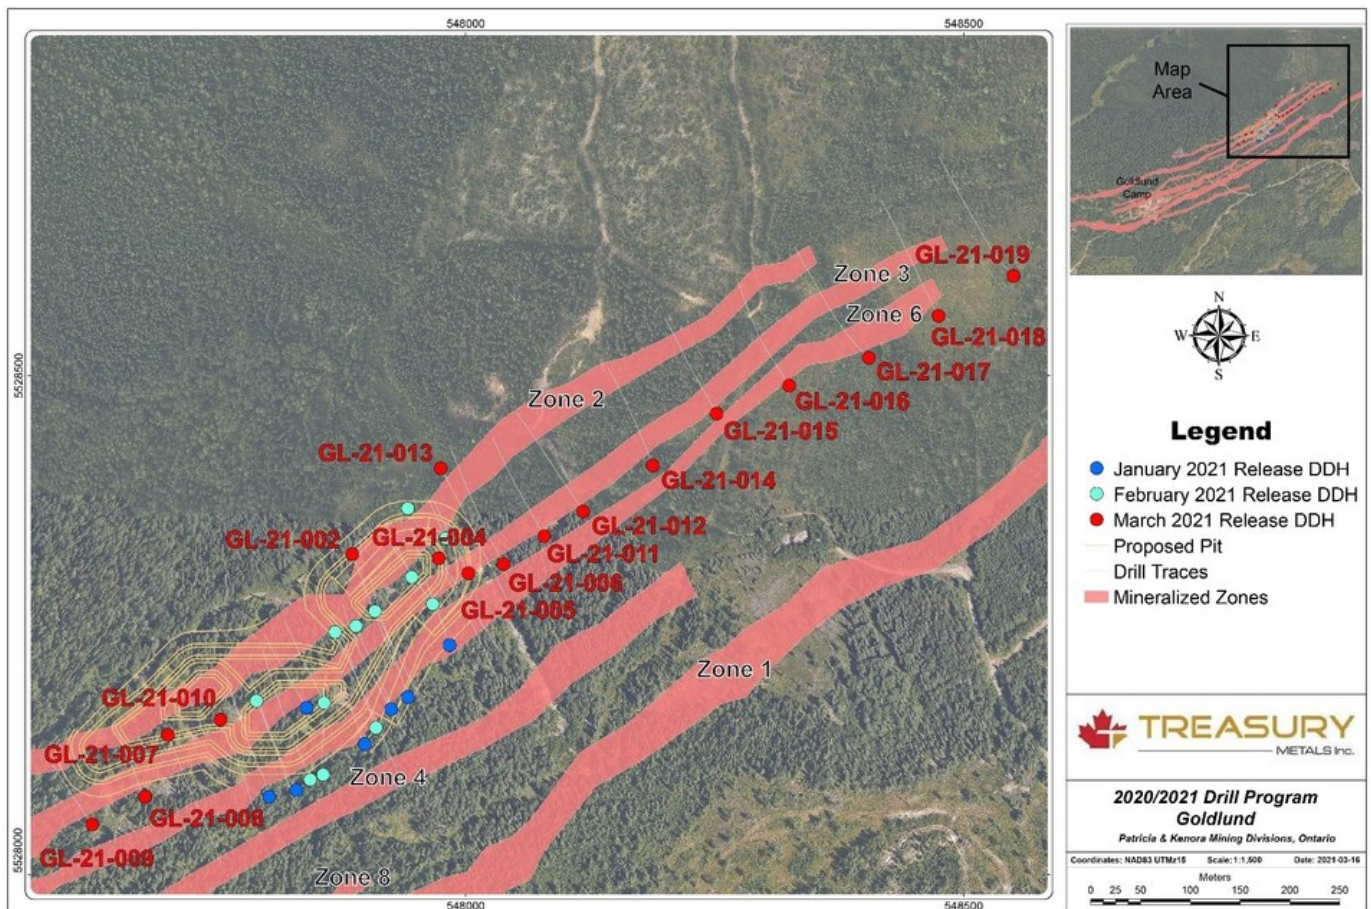 548000
548500
5528500
5528000
548000
548500
GL-21-019
Zone 3
Zone 6
GL-21-018
GL-21-017
GL-21-016
Zone 2
GL-21-015
GL-21-013
GL-21-014
GL-21-012
GL-21-002
GL-21-004
GL-21-011
GL-21-006
GL-21-005
Zone 1
GL-21-010
GL-21-007
Zone 4
GL-21-008
GL-21-009
Zone 8
Map
Area
Goldlund
Camp
N
W
E
S
Legend
January 2021 Release DDH
February 2021 Release DDH
March 2021 Release DDH
Proposed Pit
Drill Traces
Mineralized Zones
TREASURY
METALS Inc.
2020/2021 Drill Program
Goldlund
Patricia & Kenora Mining Divisions, Ontario
Coordinates: NAD83 UTMz15 Scale: 1:1,500 Date: 2021-03-16
Meters
0 25 50 100 150 200 250